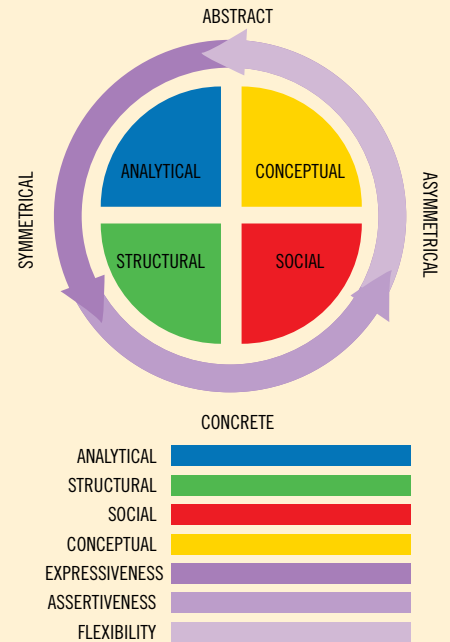 ABSTRACT
ANALYTICAL
CONCEPTUAL
SYMMETRICAL
ASYMMETRICAL
STRUCTURAL
SOCIAL
CONCRETE
ANALYTICAL
STRUCTURAL
SOCIAL
CONCEPTUAL
EXPRESSIVENESS
ASSERTIVENESS
FLEXIBILITY